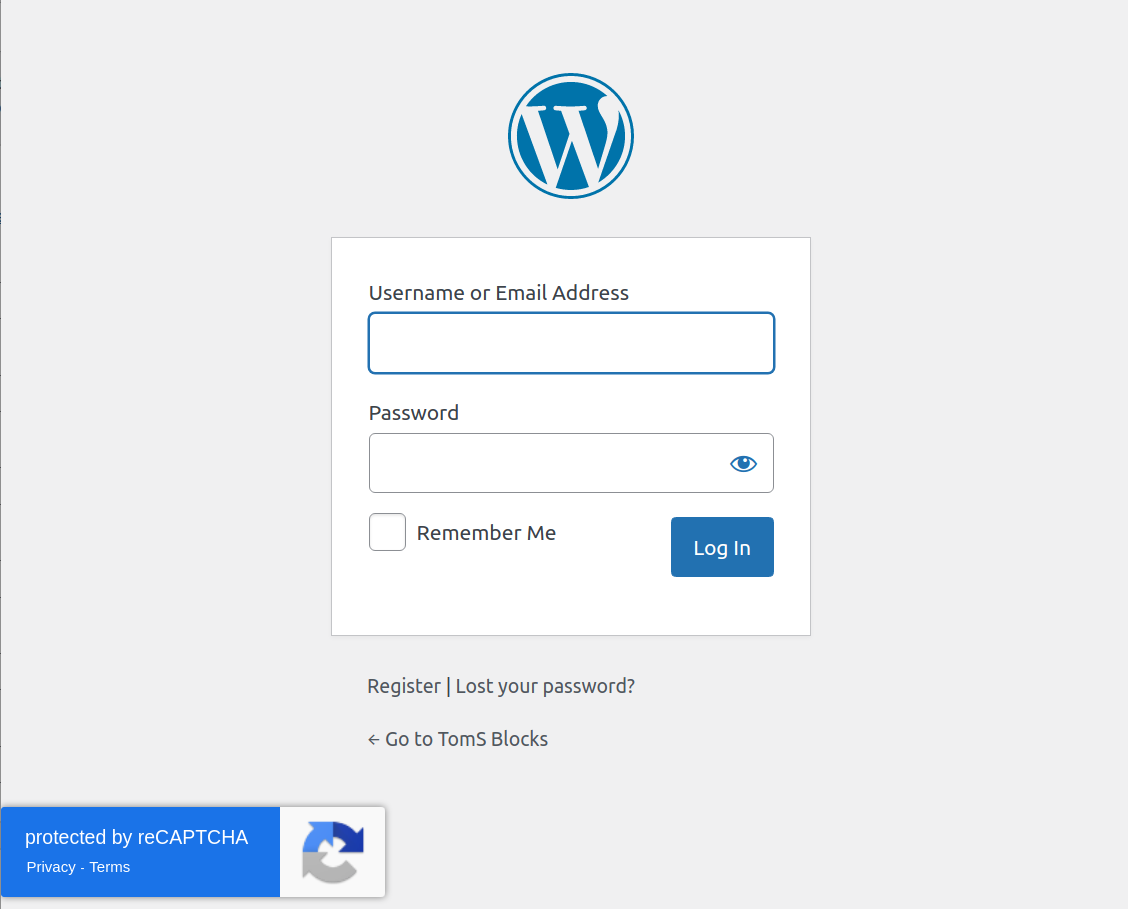 Username or Email Address
Password
Remember Me
Log In
Register | Lost your password?
← Go to TomS Blocks
protected by reCAPTCHA
Privacy - Terms